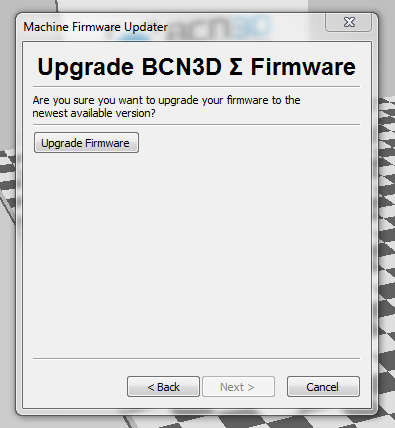 BCN3D
Machine Firmware Updater
Upgrade BCN3D Σ Firmware
Are you sure you want to upgrade your firmware to the
newest available version?
Upgrade Firmware
< Back
Next >
Cancel